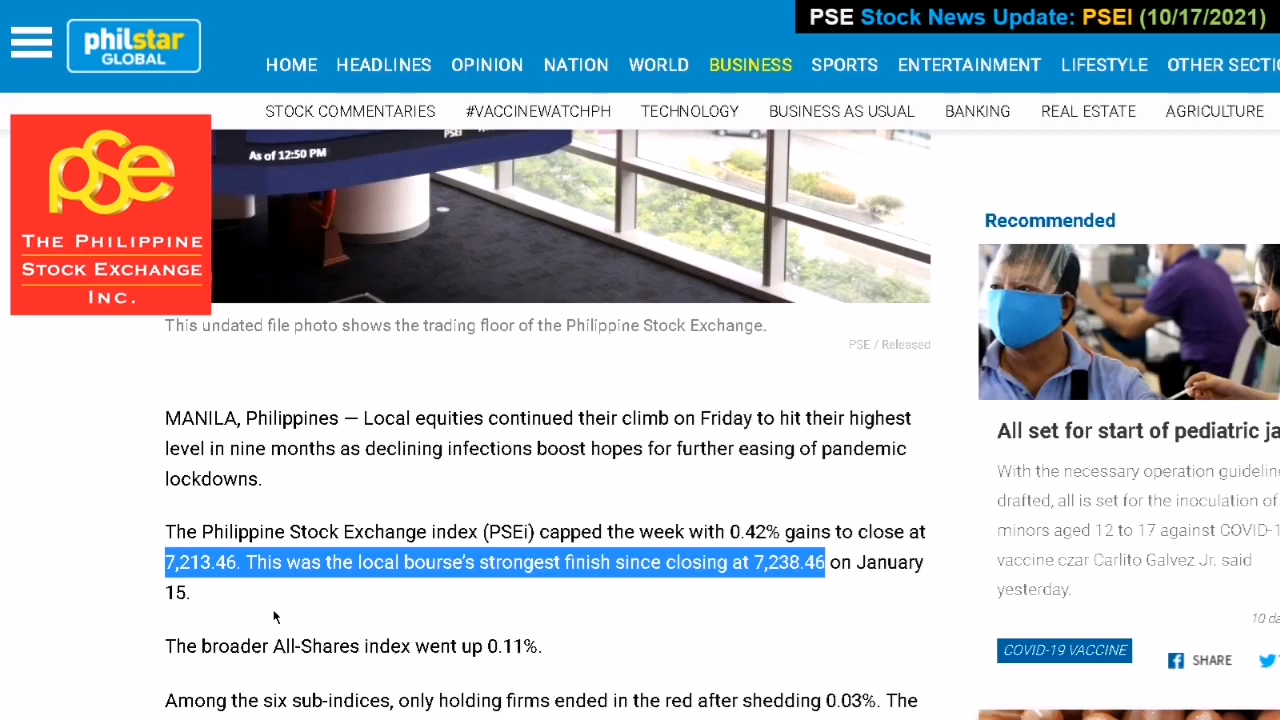 PSE Stock News Update: PSEI (10/17/2021)
philstar
GLOBAL
HOME HEADLINES OPINION NATION WORLD BUSINESS SPORTS ENTERTAINMENT LIFESTYLE OTHER SECTI
STOCK COMMENTARIES #VACCINEWATCHPH TECHNOLOGY BUSINESS AS USUAL BANKING REAL ESTATE AGRICULTURE
pse
THE PHILIPPINE
STOCK EXCHANGE
INC.
PSEi
As of 12:50 PM
This undated file photo shows the trading floor of the Philippine Stock Exchange.
PSE / Released
MANILA, Philippines — Local equities continued their climb on Friday to hit their highest
level in nine months as declining infections boost hopes for further easing of pandemic
lockdowns.
The Philippine Stock Exchange index (PSEi) capped the week with 0.42% gains to close at
7,213.46. This was the local bourse's strongest finish since closing at 7,238.46 on January
15.
The broader All-Shares index went up 0.11%.
Among the six sub-indices, only holding firms ended in the red after shedding 0.03%. The
Recommended
All set for start of pediatric ja
With the necessary operation guideline
drafted, all is set for the inoculation of
minors aged 12 to 17 against COVID-1
vaccine czar Carlito Galvez Jr. said
yesterday.
10 da
COVID-19 VACCINE
SHARE